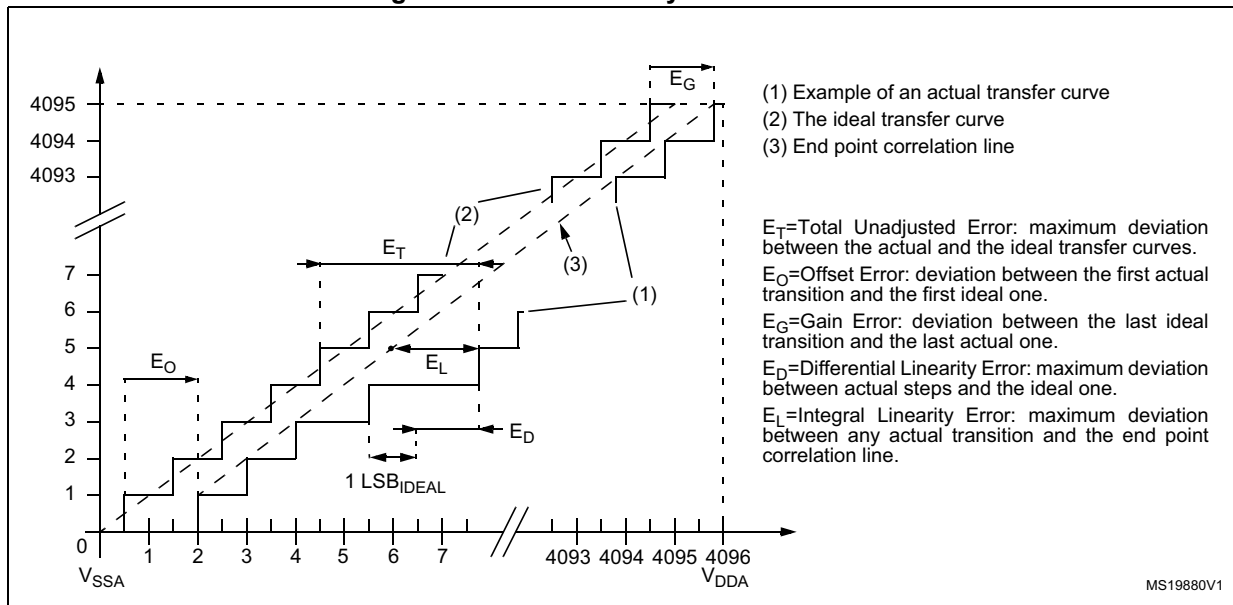 E_G
4095
4094
4093
(1) Example of an actual transfer curve
(2) The ideal transfer curve
(3) End point correlation line
(2)
E_T
(3)
(1)
7
6
5
4
3
2
1
0
E_O
E_L
E_D
1 LSB_IDEAL
1 2 3 4 5 6 7 4093 4094 4095 4096
V_SSA
V_DDA
E_T=Total Unadjusted Error: maximum deviation
between the actual and the ideal transfer curves.
E_O=Offset Error: deviation between the first actual
transition and the first ideal one.
E_G=Gain Error: deviation between the last ideal
transition and the last actual one.
E_D=Differential Linearity Error: maximum deviation
between actual steps and the ideal one.
E_L=Integral Linearity Error: maximum deviation
between any actual transition and the end point
correlation line.
MS19880V1